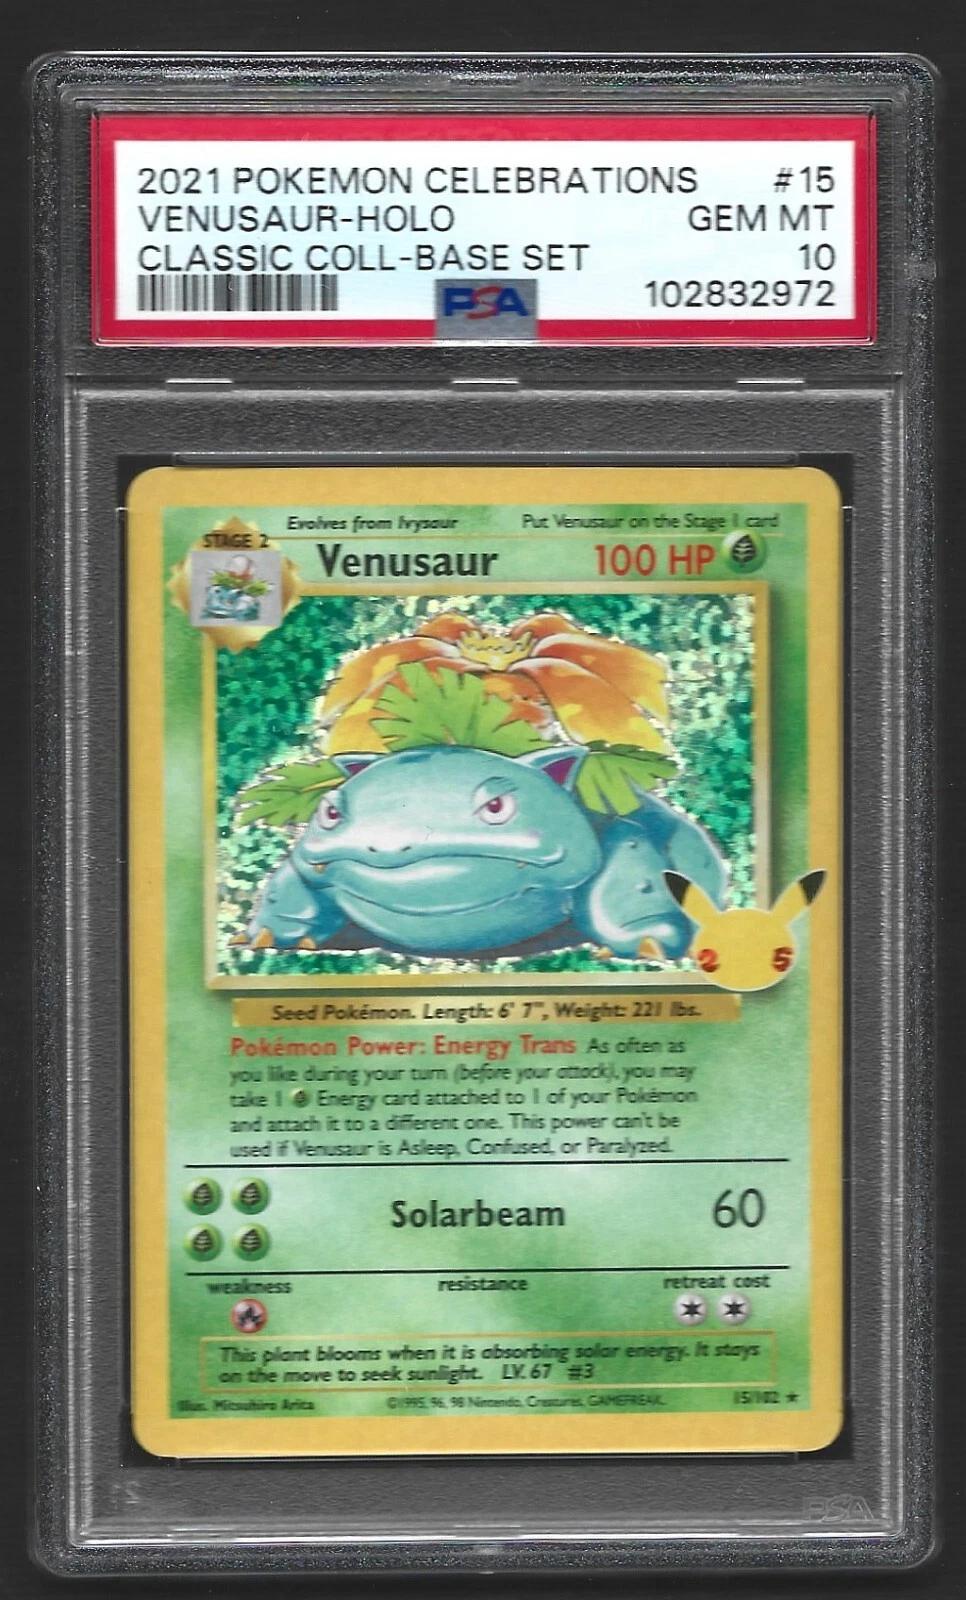 2021 POKEMON CELEBRATIONS #15
VENUSAUR-HOLO GEM MT
CLASSIC COLL-BASE SET 10
PSA 102832972
Evolves from Ivysaur Put Venusaur on the Stage 1 card
STAGE 2
Venusaur 100 HP
2 5
Seed Pokémon. Length: 6' 7", Weight: 221 lbs.
Pokémon Power: Energy Trans As often as
you like during your turn (before your attack), you may
take 1 Energy card attached to 1 of your Pokémon
and attach it to a different one. This power can't be
used if Venusaur is Asleep, Confused, or Paralyzed.
Solarbeam 60
weakness resistance retreat cost
This plant blooms when it is absorbing solar energy. It stays
on the move to seek sunlight. LV. 67 #3
Illus. Mitsuhiro Arita ©1995, 96, 98 Nintendo, Creatures, GAMEFREAK. 15/102 ★
PSA